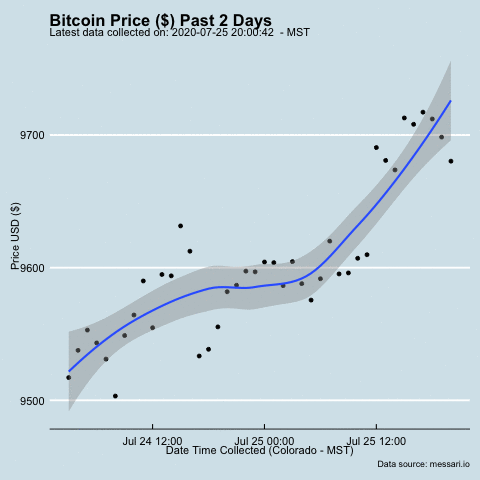 Bitcoin Price ($) Past 2 Days
Latest data collected on: 2020-07-25 20:00:42  - MST
Price USD ($)
9700
9600
9500
Jul 24 12:00 Jul 25 00:00 Jul 25 12:00
Date Time Collected (Colorado - MST)
Data source: messari.io